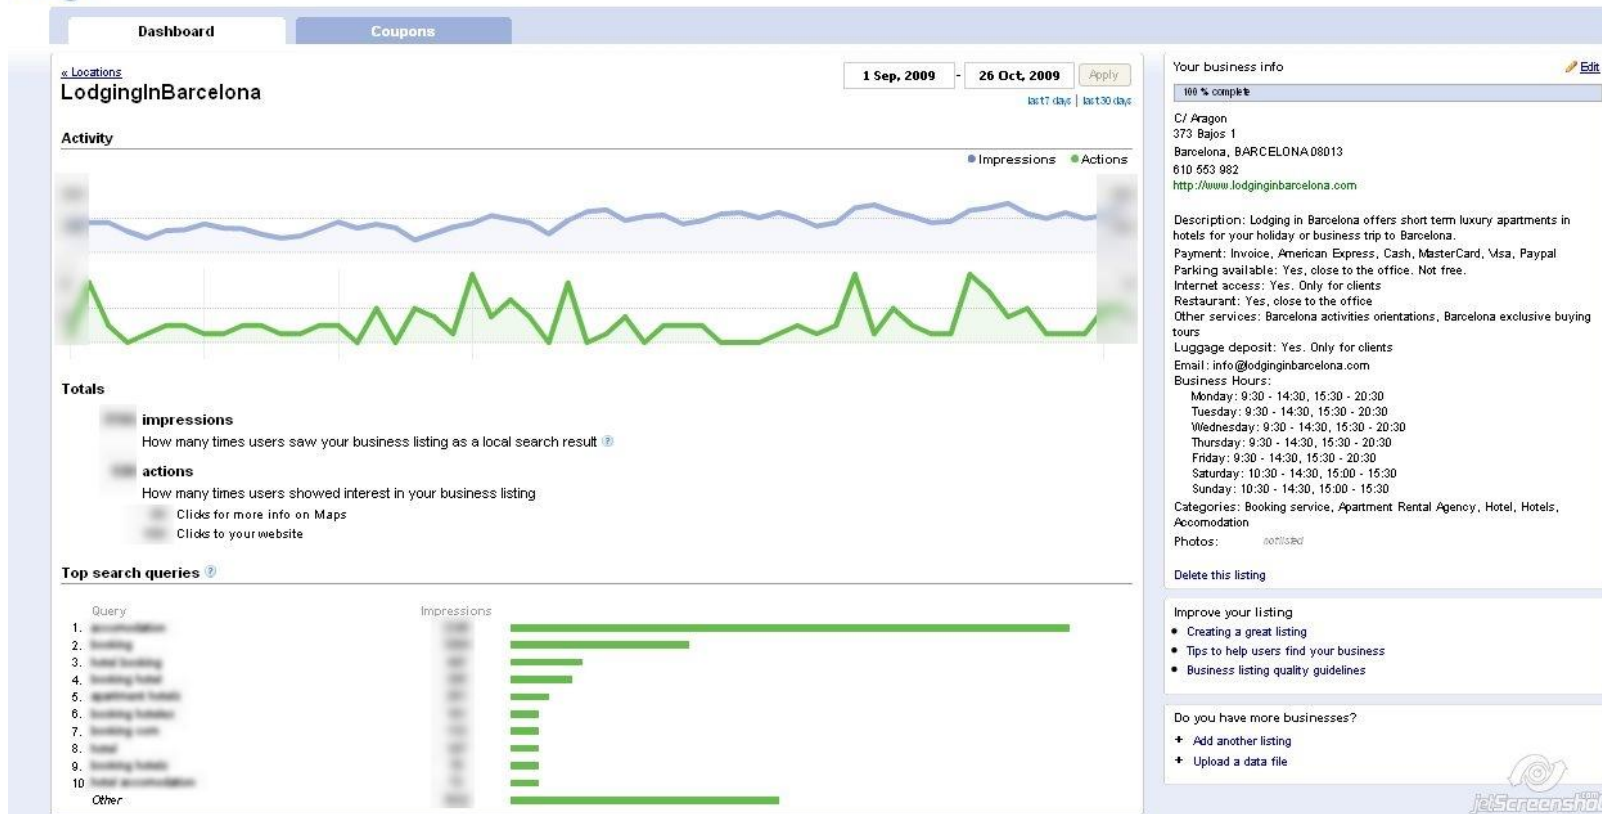 Dashboard
Coupons
« Locations
LodgingInBarcelona
1 Sep, 2009 - 26 Oct, 2009 Apply
last 7 days | last 30 days
Activity
Impressions Actions
Totals
impressions
How many times users saw your business listing as a local search result ?
actions
How many times users showed interest in your business listing
Clicks for more info on Maps
Clicks to your website
Top search queries ?
Query Impressions
1.
2.
3.
4.
5.
6.
7.
8.
9.
10
Other
Your business info Edit
100 % complete
C/ Aragon
373 Bajos 1
Barcelona, BARCELONA 08013
610 553 982
http://www.lodginginbarcelona.com
Description: Lodging in Barcelona offers short term luxury apartments in
hotels for your holiday or business trip to Barcelona.
Payment: Invoice, American Express, Cash, MasterCard, Visa, Paypal
Parking available: Yes, close to the office. Not free.
Internet access: Yes. Only for clients
Restaurant: Yes, close to the office
Other services: Barcelona activities orientations, Barcelona exclusive buying
tours
Luggage deposit: Yes. Only for clients
Email: info@lodginginbarcelona.com
Business Hours:
Monday: 9:30 - 14:30, 15:30 - 20:30
Tuesday: 9:30 - 14:30, 15:30 - 20:30
Wednesday: 9:30 - 14:30, 15:30 - 20:30
Thursday: 9:30 - 14:30, 15:30 - 20:30
Friday: 9:30 - 14:30, 15:30 - 20:30
Saturday: 10:30 - 14:30, 15:00 - 15:30
Sunday: 10:30 - 14:30, 15:00 - 15:30
Categories: Booking service, Apartment Rental Agency, Hotel, Hotels,
Accomodation
Photos: not listed
Delete this listing
Improve your listing
• Creating a great listing
• Tips to help users find your business
• Business listing quality guidelines
Do you have more businesses?
+ Add another listing
+ Upload a data file
jetScreenshot